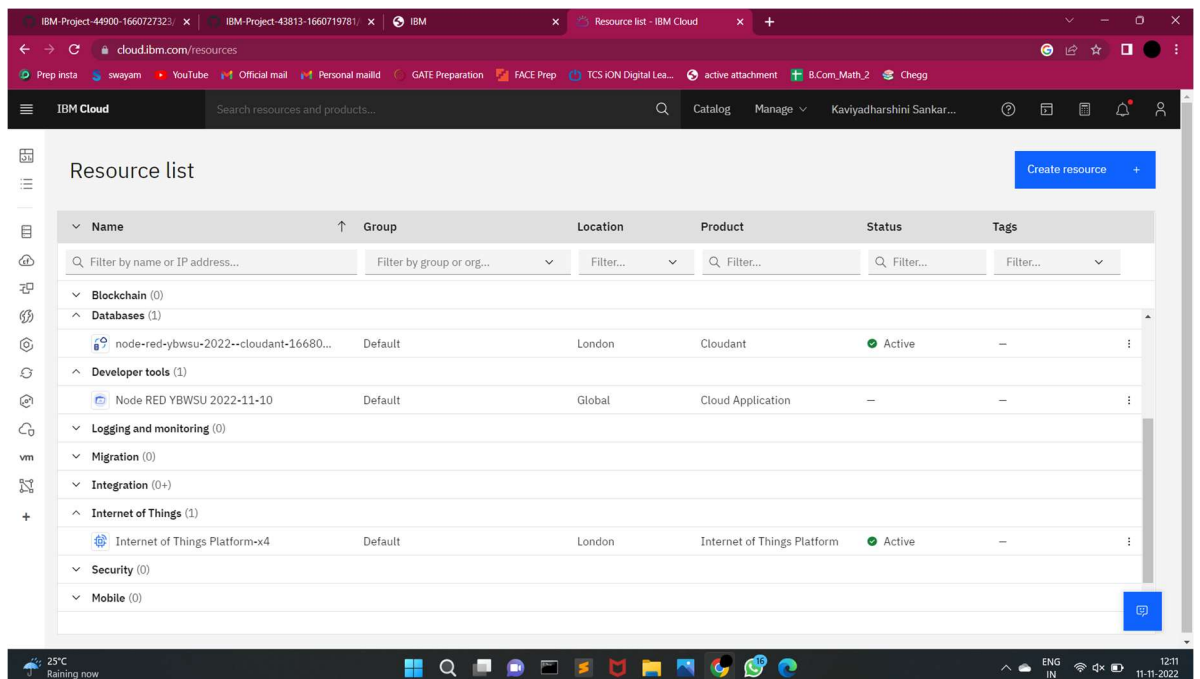 IBM-Project-44900-1660727323/
IBM-Project-43813-1660719781/
IBM
Resource list - IBM Cloud
cloud.ibm.com/resources
Prep insta
swayam
YouTube
Official mail
Personal mailId
GATE Preparation
FACE Prep
TCS iON Digital Lea...
active attachment
B.Com_Math_2
Chegg
IBM Cloud
Search resources and products...
Catalog
Manage
Kaviyadharshini Sankar...
Resource list
Create resource +
Name Group Location Product Status Tags
Filter by name or IP address... Filter by group or org... Filter... Filter... Filter... Filter...
Blockchain (0)
Databases (1)
node-red-ybwsu-2022--cloudant-16680... Default London Cloudant Active –
Developer tools (1)
Node RED YBWSU 2022-11-10 Default Global Cloud Application – –
Logging and monitoring (0)
Migration (0)
vm
Integration (0+)
Internet of Things (1)
Internet of Things Platform-x4 Default London Internet of Things Platform Active –
Security (0)
Mobile (0)
25°C
Raining now
16
ENG
IN
12:11
11-11-2022